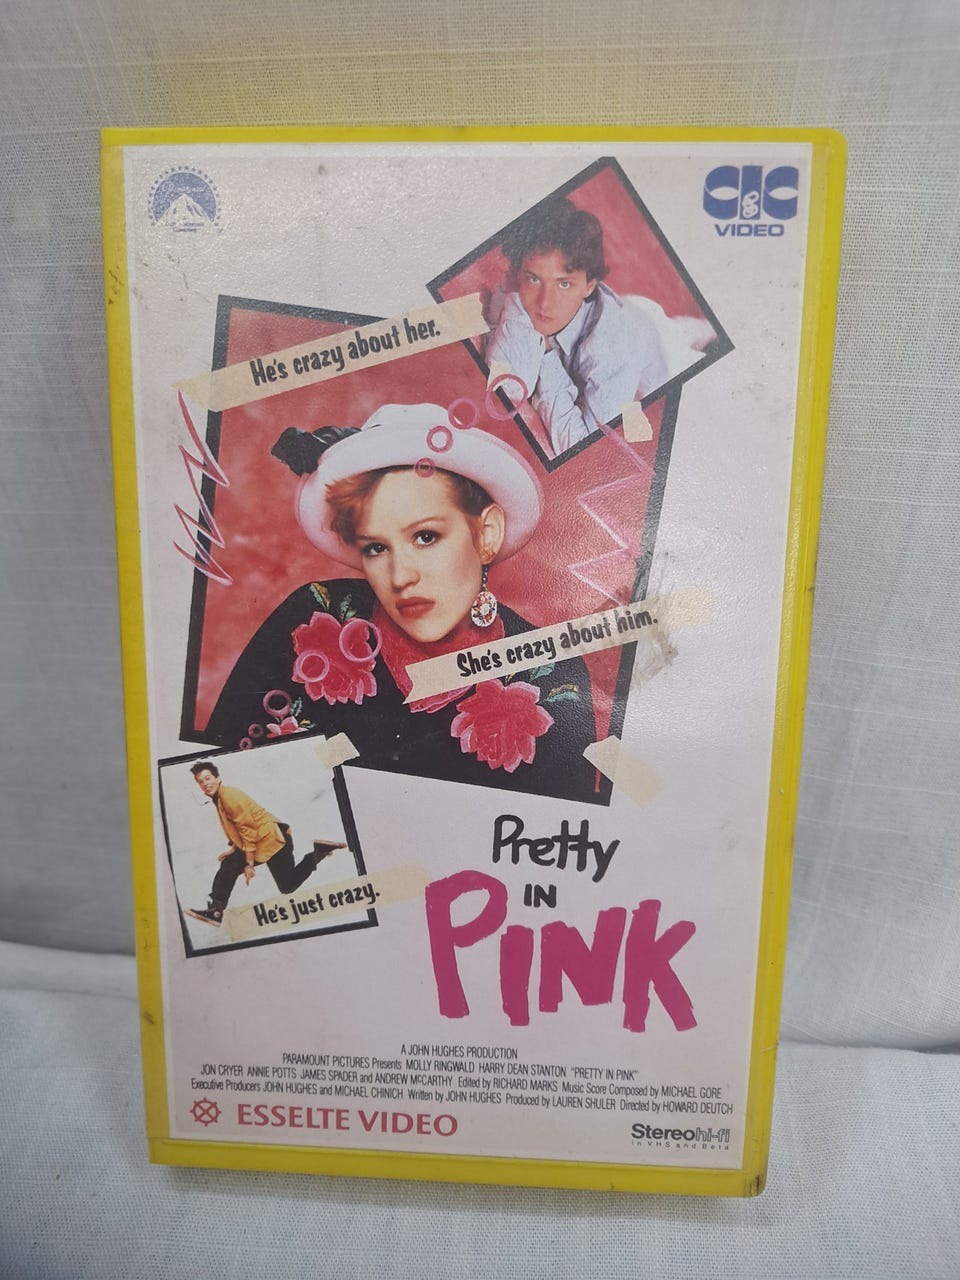 Paramount
CIC
VIDEO
He's crazy about her.
She's crazy about him.
He's just crazy.
Pretty
IN
PINK
A JOHN HUGHES PRODUCTION
PARAMOUNT PICTURES Presents MOLLY RINGWALD HARRY DEAN STANTON "PRETTY IN PINK"
JON CRYER ANNIE POTTS JAMES SPADER and ANDREW McCARTHY Edited by RICHARD MARKS Music Score Composed by MICHAEL GORE
Executive Producers JOHN HUGHES and MICHAEL CHINICH Written by JOHN HUGHES Produced by LAUREN SHULER Directed by HOWARD DEUTCH
ESSELTE VIDEO
Stereo hi-fi
in VHS and Beta